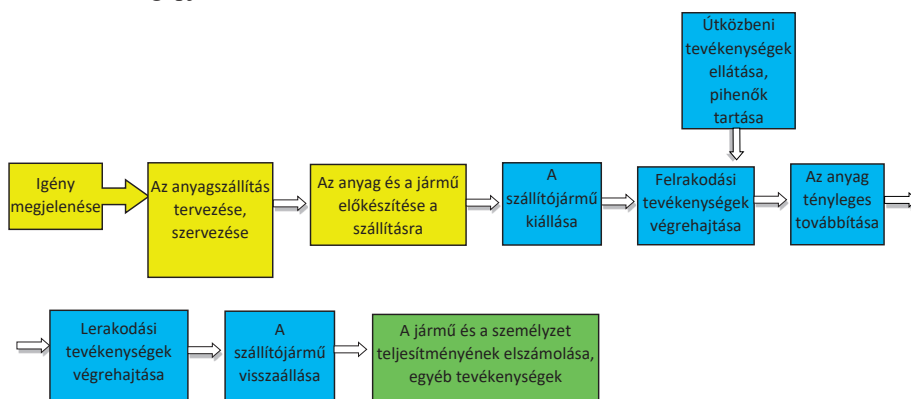 Útközbeni
tevékenységek
ellátása,
pihenők
tartása
Igény
megjelenése
Az anyagszállítás
tervezése,
szervezése
Az anyag és a jármű
előkészítése a
szállításra
A
szállítójármű
kiállása
Felrakodási
tevékenységek
végrehajtása
Az anyag
tényleges
továbbítása
Lerakodási
tevékenységek
végrehajtása
A
szállítójármű
visszaállása
A jármű és a személyzet
teljesítményének elszámolása,
egyéb tevékenységek